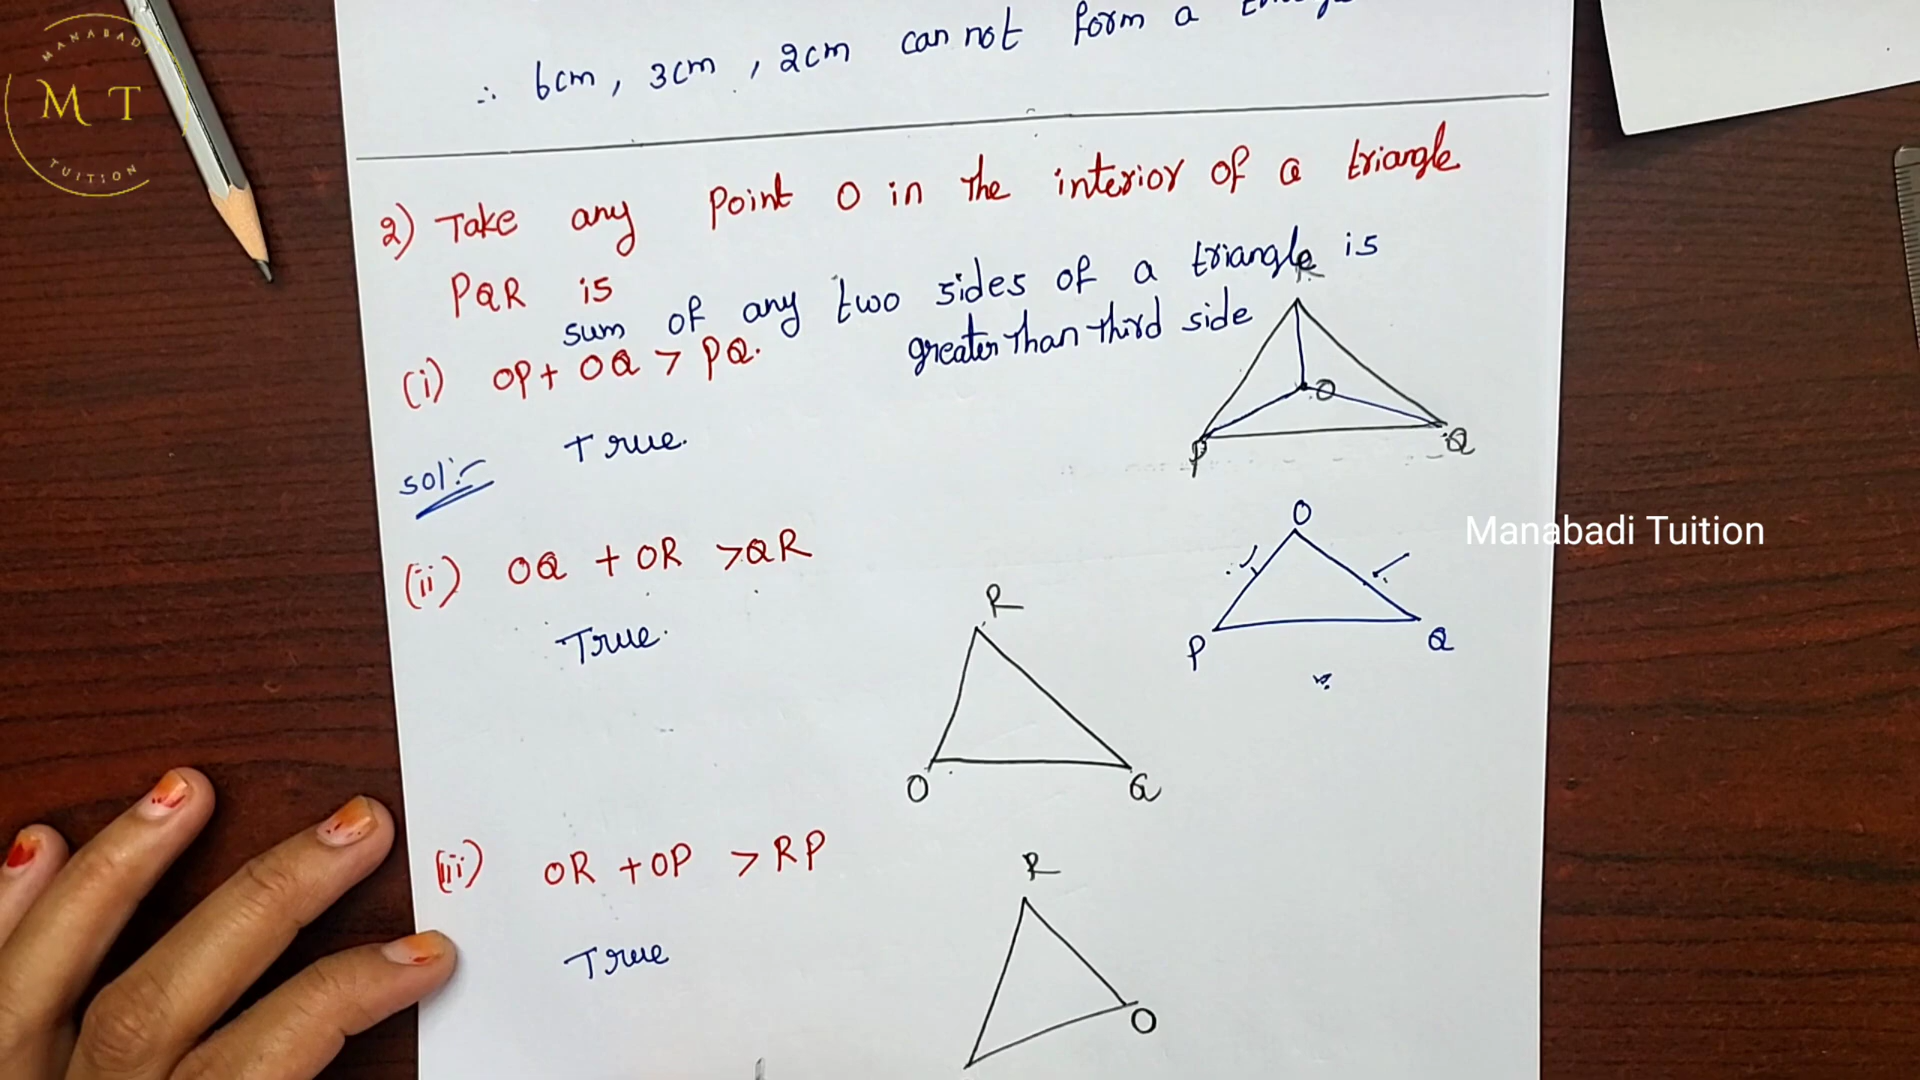 MANABADI
M T
TUITION
∴ 6cm, 3cm, 2cm can not form a
2) Take any point O in the interior of a triangle
PQR is
sum of any two sides of a triangle is
greater than third side
(i) OP + OQ > PQ.
True.
sol:-
R
O
P
Q
(ii) OQ + OR > QR
True.
O
P
Q
Manabadi Tuition
R
O
Q
(iii) OR + OP > RP
True
R
O